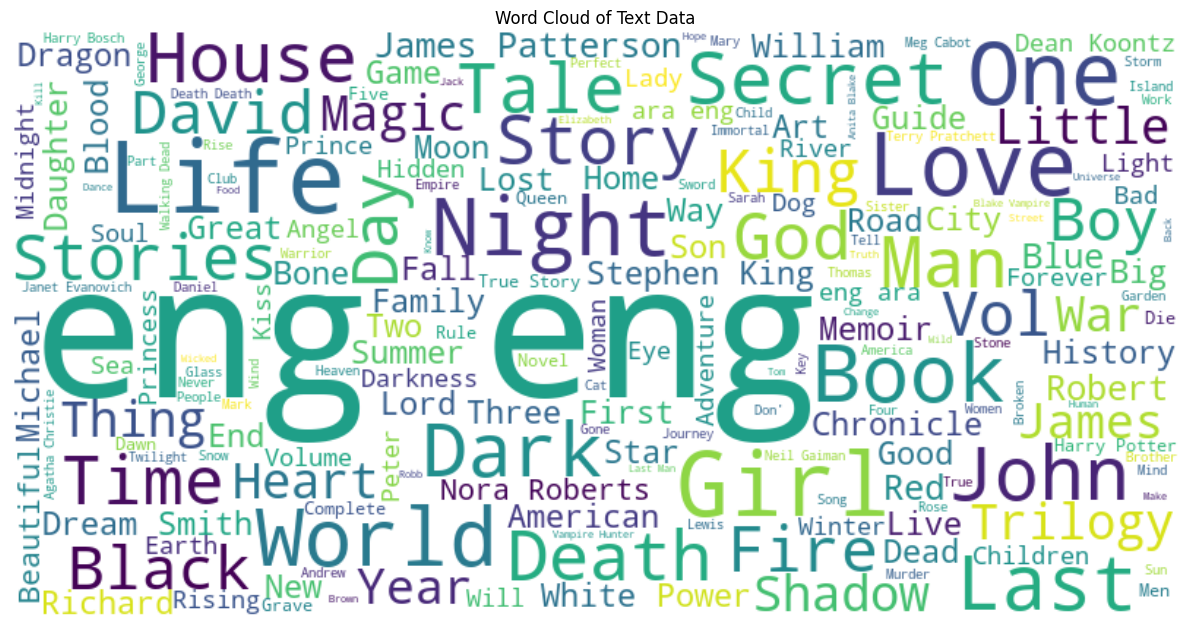 Word Cloud of Text Data
Harry Bosch
Dragon
George
House
James Patterson
Hope
Mary
William
Meg Cabot
Dean Koontz
Storm
One
Secret
Tale
Game
Jack
Perfect
Lady
Island
Work
Kill
Blood
Death Death
Five
David
Magic
Elizabeth
ara eng
Child
Immortal
Art
Anita Blake
Guide
Terry Pratchett
Little
Midnight
Daughter
Rise
Prince
Moon
Story
River
Light
Part
Life
Walking Dead
Club
Food
Hidden
Empire
Lost
Home
Sword
King
Love
Universe
Dance
Queen
Sarah
Dog
Sister
Blake Vampire
Bad
Soul
Great
Angel
Day
Night
Way
Son
God
Road
City
Street
Boy
Back
Know
Tell
Truth
Man
Stories
Warrior
Bone
Fall
True Story
Stephen King
Thomas
Blue
Forever
Big
Janet Evanovich
Daniel
Princess
Kiss
Family
eng ara
Garden
eng eng
Woman
Adventure
Change
Vol
War
Die
Two
Rule
Memoir
America
Wild
Stone
History
Sea
Wicked
Glass
Never
People
Wind
Summer
Novel
Eye
Key
Heaven
Darkness
Cat
Tom
Book
Robert
Michael
Beautiful
Mark
Lord
Three
First
Don'
Four
Women
Broken
Human
James
Thing
Agatha Christie
Dawn
End
Gone
Journey
Chronicle
Harry Potter
Brother
Twilight
Snow
Volume
Peter
Dark
Star
Neil Gaiman
Good
Mind
Time
Heart
Robb
Last Man
Girl
Red
True
John
Make
Nora Roberts
Song
Rose
Dream
Smith
Complete
World
American
Lewis
Winter
Live
Trilogy
Earth
Vampire Hunter
Death
Fire
Dead
Children
Black
New
Andrew
Year
Murder
Sun
Last
Men
Richard
Rising
Grave
Brown
Will
White
Power
Shadow